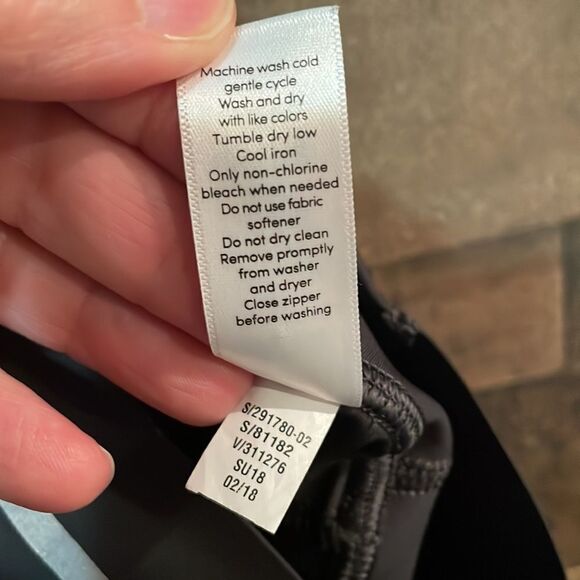 Machine wash cold
gentle cycle
Wash and dry
with like colors
Tumble dry low
Cool iron
Only non-chlorine
bleach when needed
Do not use fabric
softener
Do not dry clean
Remove promptly
from washer
and dryer
Close zipper
before washing
S/291780-02
S/81182
V/311276
SU18
02/18